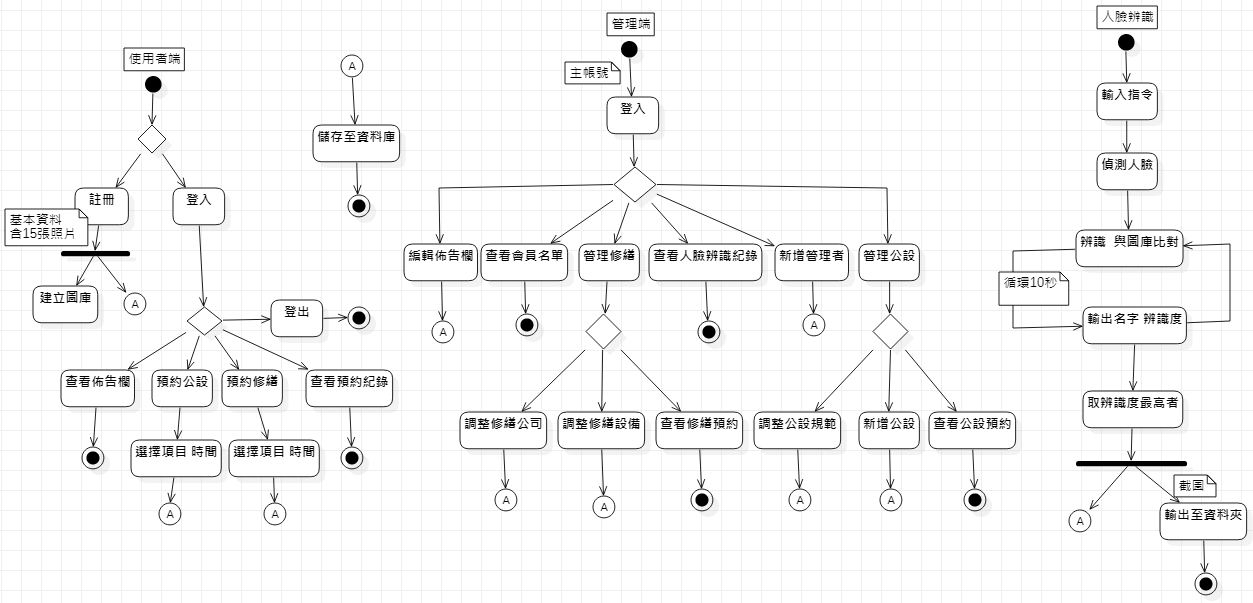 使用者端
註冊
登入
基本資料
含15張照片
建立圖庫
A
登出
查看佈告欄
預約公設
預約修繕
查看預約紀錄
選擇項目 時間
選擇項目 時間
A
A
A
儲存至資料庫
管理端
主帳號
登入
編輯佈告欄
查看會員名單
管理修繕
查看人臉辨識紀錄
新增管理者
管理公設
A
A
調整修繕公司
調整修繕設備
查看修繕預約
調整公設規範
新增公設
查看公設預約
A
A
A
A
人臉辨識
輸入指令
偵測人臉
辨識 與圖庫比對
循環10秒
輸出名字 辨識度
取辨識度最高者
截圖
A
輸出至資料夾